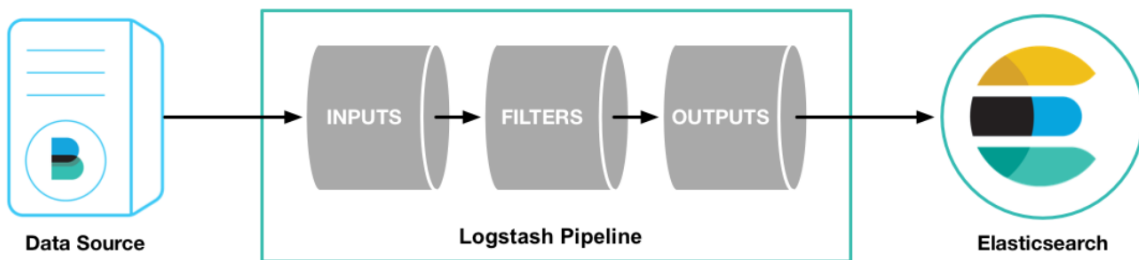 INPUTS
FILTERS
OUTPUTS
Data Source
Logstash Pipeline
Elasticsearch